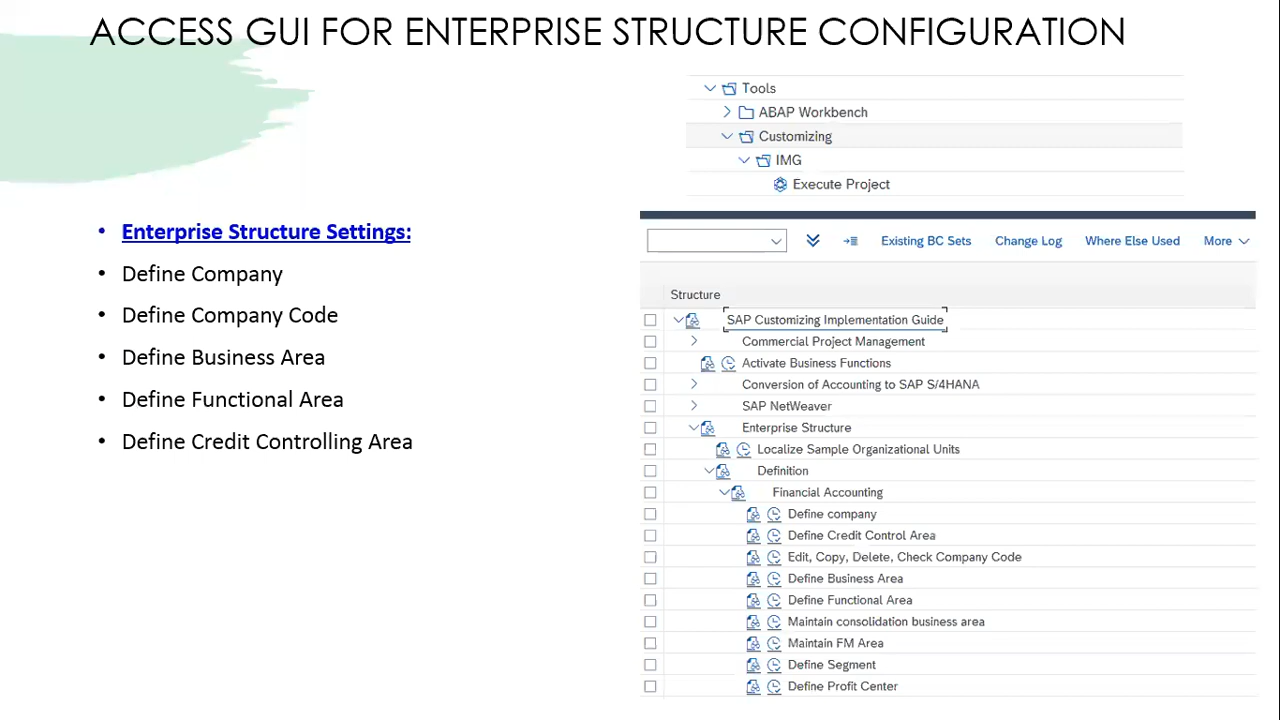 ACCESS GUI FOR ENTERPRISE STRUCTURE CONFIGURATION
• Enterprise Structure Settings:
• Define Company
• Define Company Code
• Define Business Area
• Define Functional Area
• Define Credit Controlling Area
Tools
ABAP Workbench
Customizing
IMG
Execute Project
Existing BC Sets Change Log Where Else Used More
Structure
SAP Customizing Implementation Guide
Commercial Project Management
Activate Business Functions
Conversion of Accounting to SAP S/4HANA
SAP NetWeaver
Enterprise Structure
Localize Sample Organizational Units
Definition
Financial Accounting
Define company
Define Credit Control Area
Edit, Copy, Delete, Check Company Code
Define Business Area
Define Functional Area
Maintain consolidation business area
Maintain FM Area
Define Segment
Define Profit Center